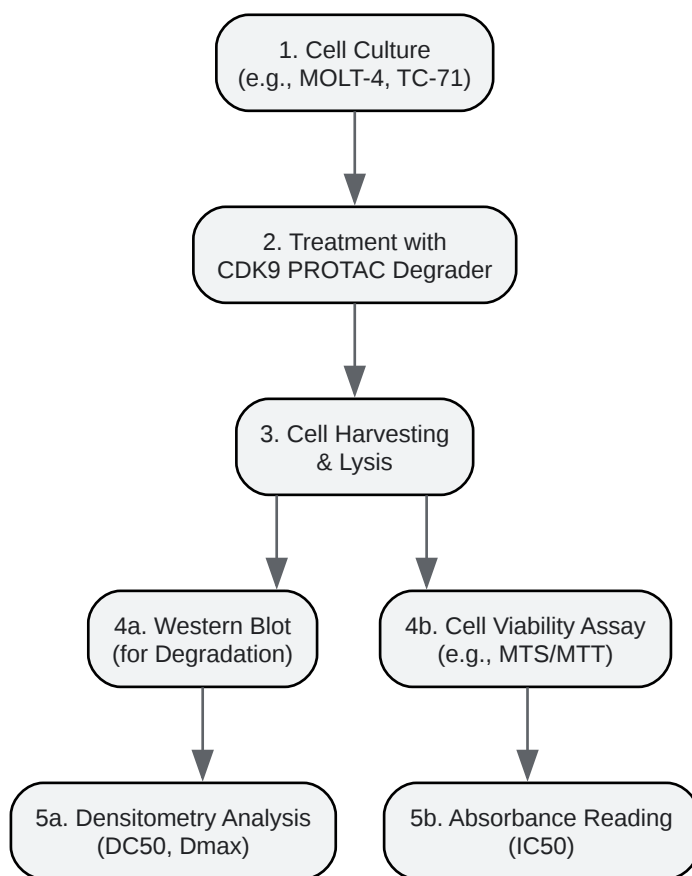 1. Cell Culture
(e.g., MOLT-4, TC-71)
2. Treatment with
CDK9 PROTAC Degrader
3. Cell Harvesting
& Lysis
4a. Western Blot
(for Degradation)
4b. Cell Viability Assay
(e.g., MTS/MTT)
5a. Densitometry Analysis
(DC50, Dmax)
5b. Absorbance Reading
(IC50)